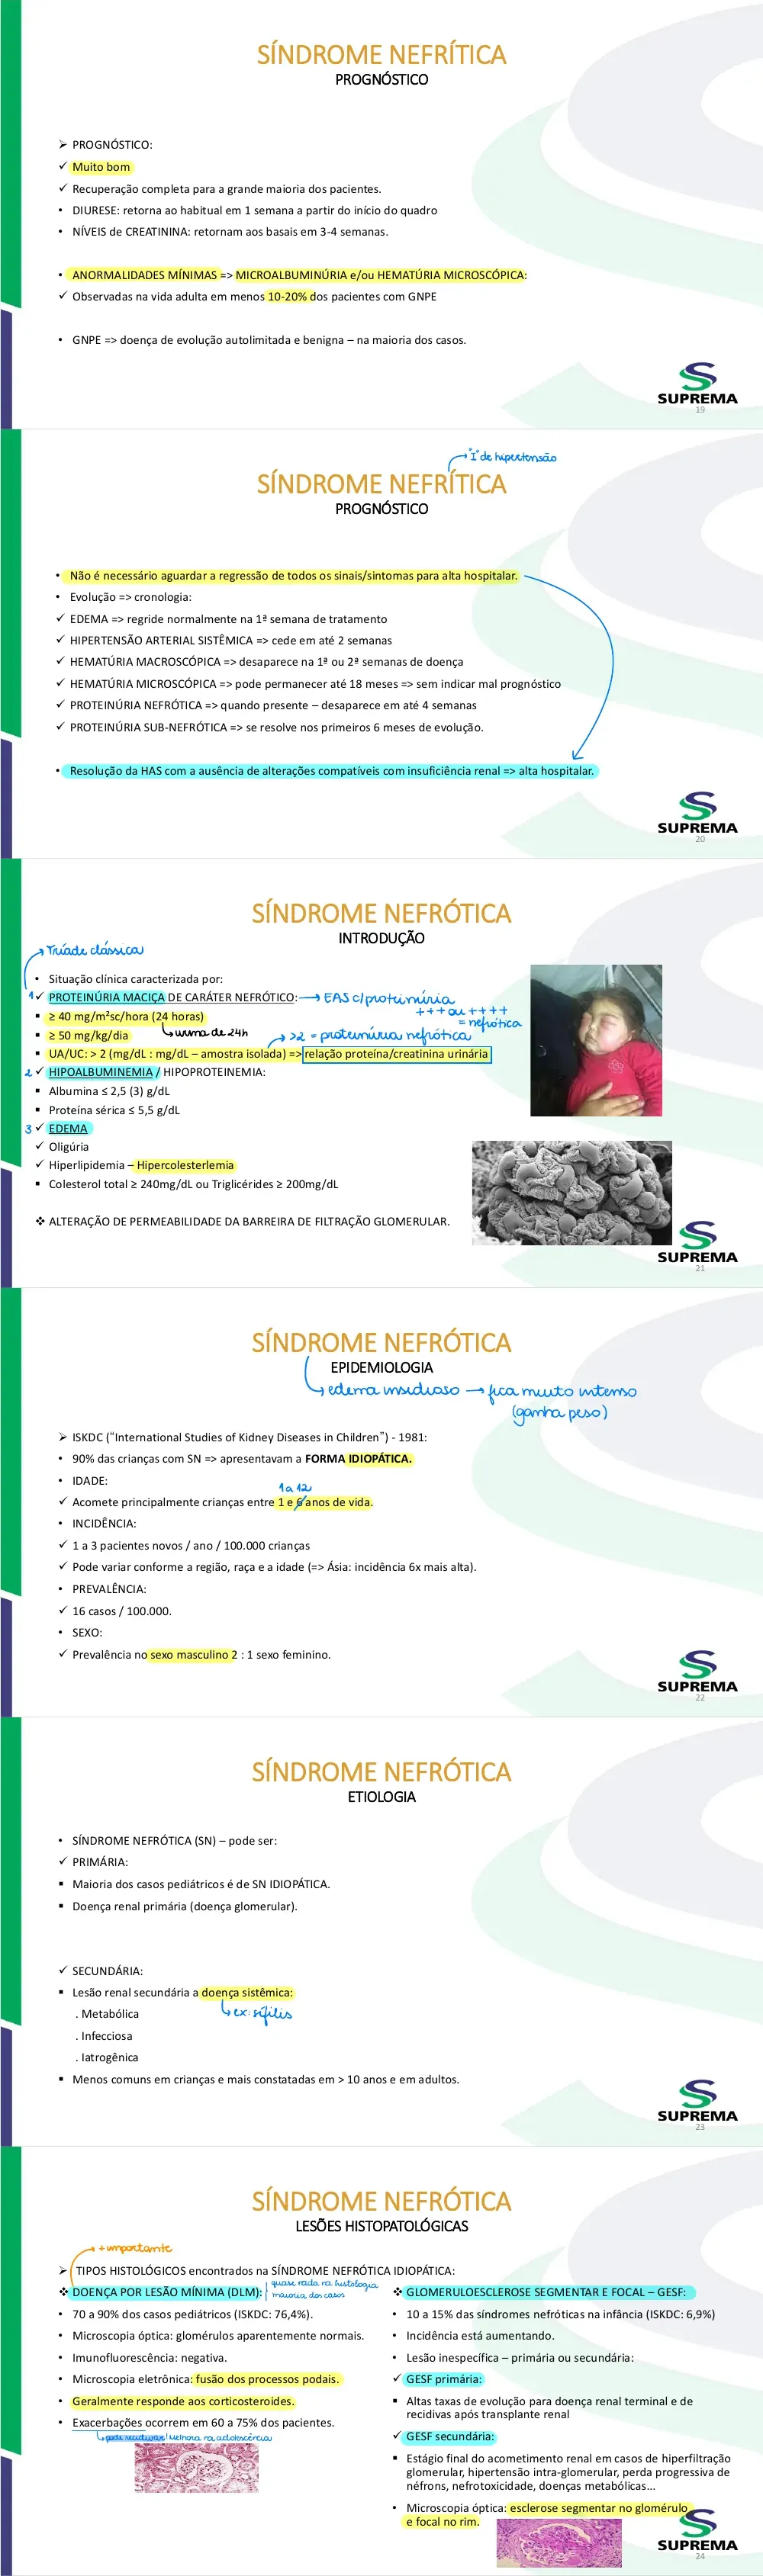 SÍNDROME NEFRÍTICA
PROGNÓSTICO
➢ PROGNÓSTICO:
✓ Muito bom
✓ Recuperação completa para a grande maioria dos pacientes.
• DIURESE: retorna ao habitual em 1 semana a partir do início do quadro
• NÍVEIS de CREATININA: retornam aos basais em 3-4 semanas.
• ANORMALIDADES MÍNIMAS => MICROALBUMINÚRIA e/ou HEMATÚRIA MICROSCÓPICA:
✓ Observadas na vida adulta em menos 10-20% dos pacientes com GNPE
• GNPE => doença de evolução autolimitada e benigna – na maioria dos casos.
SUPREMA
19
"I" de hipertensão
SÍNDROME NEFRÍTICA
PROGNÓSTICO
• Não é necessário aguardar a regressão de todos os sinais/sintomas para alta hospitalar.
• Evolução => cronologia:
✓ EDEMA => regride normalmente na 1ª semana de tratamento
✓ HIPERTENSÃO ARTERIAL SISTÊMICA => cede em até 2 semanas
✓ HEMATÚRIA MACROSCÓPICA => desaparece na 1ª ou 2ª semanas de doença
✓ HEMATÚRIA MICROSCÓPICA => pode permanecer até 18 meses => sem indicar mal prognóstico
✓ PROTEINÚRIA NEFRÓTICA => quando presente – desaparece em até 4 semanas
✓ PROTEINÚRIA SUB-NEFRÓTICA => se resolve nos primeiros 6 meses de evolução.
• Resolução da HAS com a ausência de alterações compatíveis com insuficiência renal => alta hospitalar.
SUPREMA
20
SÍNDROME NEFRÓTICA
INTRODUÇÃO
Tríade clássica
• Situação clínica caracterizada por:
1 ✓ PROTEINÚRIA MACIÇA DE CARÁTER NEFRÓTICO: → EAS c/ proteinúria
+++ ou ++++
= nefrótica
▪ ≥ 40 mg/m²sc/hora (24 horas)
urina de 24h
▪ ≥ 50 mg/kg/dia
>2 = proteinúria nefrótica
▪ UA/UC: > 2 (mg/dL : mg/dL – amostra isolada) => relação proteína/creatinina urinária
2 ✓ HIPOALBUMINEMIA / HIPOPROTEINEMIA:
▪ Albumina ≤ 2,5 (3) g/dL
▪ Proteína sérica ≤ 5,5 g/dL
3 ✓ EDEMA
✓ Oligúria
✓ Hiperlipidemia – Hipercolesterlemia
▪ Colesterol total ≥ 240mg/dL ou Triglicérides ≥ 200mg/dL
❖ ALTERAÇÃO DE PERMEABILIDADE DA BARREIRA DE FILTRAÇÃO GLOMERULAR.
SUPREMA
21
SÍNDROME NEFRÓTICA
EPIDEMIOLOGIA
edema insidioso → fica muito intenso
(ganha peso)
➢ ISKDC ("International Studies of Kidney Diseases in Children") - 1981:
• 90% das crianças com SN => apresentavam a FORMA IDIOPÁTICA.
• IDADE:
1 a 12
✓ Acomete principalmente crianças entre 1 e 6 anos de vida.
• INCIDÊNCIA:
✓ 1 a 3 pacientes novos / ano / 100.000 crianças
✓ Pode variar conforme a região, raça e a idade (=> Ásia: incidência 6x mais alta).
• PREVALÊNCIA:
✓ 16 casos / 100.000.
• SEXO:
✓ Prevalência no sexo masculino 2 : 1 sexo feminino.
SUPREMA
22
SÍNDROME NEFRÓTICA
ETIOLOGIA
• SÍNDROME NEFRÓTICA (SN) – pode ser:
✓ PRIMÁRIA:
▪ Maioria dos casos pediátricos é de SN IDIOPÁTICA.
▪ Doença renal primária (doença glomerular).
✓ SECUNDÁRIA:
▪ Lesão renal secundária a doença sistêmica:
ex: sífilis
. Metabólica
. Infecciosa
. Iatrogênica
▪ Menos comuns em crianças e mais constatadas em > 10 anos e em adultos.
SUPREMA
23
SÍNDROME NEFRÓTICA
LESÕES HISTOPATOLÓGICAS
+ importante
➢ TIPOS HISTOLÓGICOS encontrados na SÍNDROME NEFRÓTICA IDIOPÁTICA:
❖ DOENÇA POR LESÃO MÍNIMA (DLM):
quase nada na histologia
maioria dos casos
• 70 a 90% dos casos pediátricos (ISKDC: 76,4%).
• Microscopia óptica: glomérulos aparentemente normais.
• Imunofluorescência: negativa.
• Microscopia eletrônica: fusão dos processos podais.
• Geralmente responde aos corticosteroides.
• Exacerbações ocorrem em 60 a 75% dos pacientes.
pode recidivar/melhora na adolescência
❖ GLOMERULOESCLEROSE SEGMENTAR E FOCAL – GESF:
• 10 a 15% das síndromes nefróticas na infância (ISKDC: 6,9%)
• Incidência está aumentando.
• Lesão inespecífica – primária ou secundária:
✓ GESF primária:
▪ Altas taxas de evolução para doença renal terminal e de
recidivas após transplante renal
✓ GESF secundária:
▪ Estágio final do acometimento renal em casos de hiperfiltração
glomerular, hipertensão intra-glomerular, perda progressiva de
néfrons, nefrotoxicidade, doenças metabólicas...
• Microscopia óptica: esclerose segmentar no glomérulo
e focal no rim.
SUPREMA
24